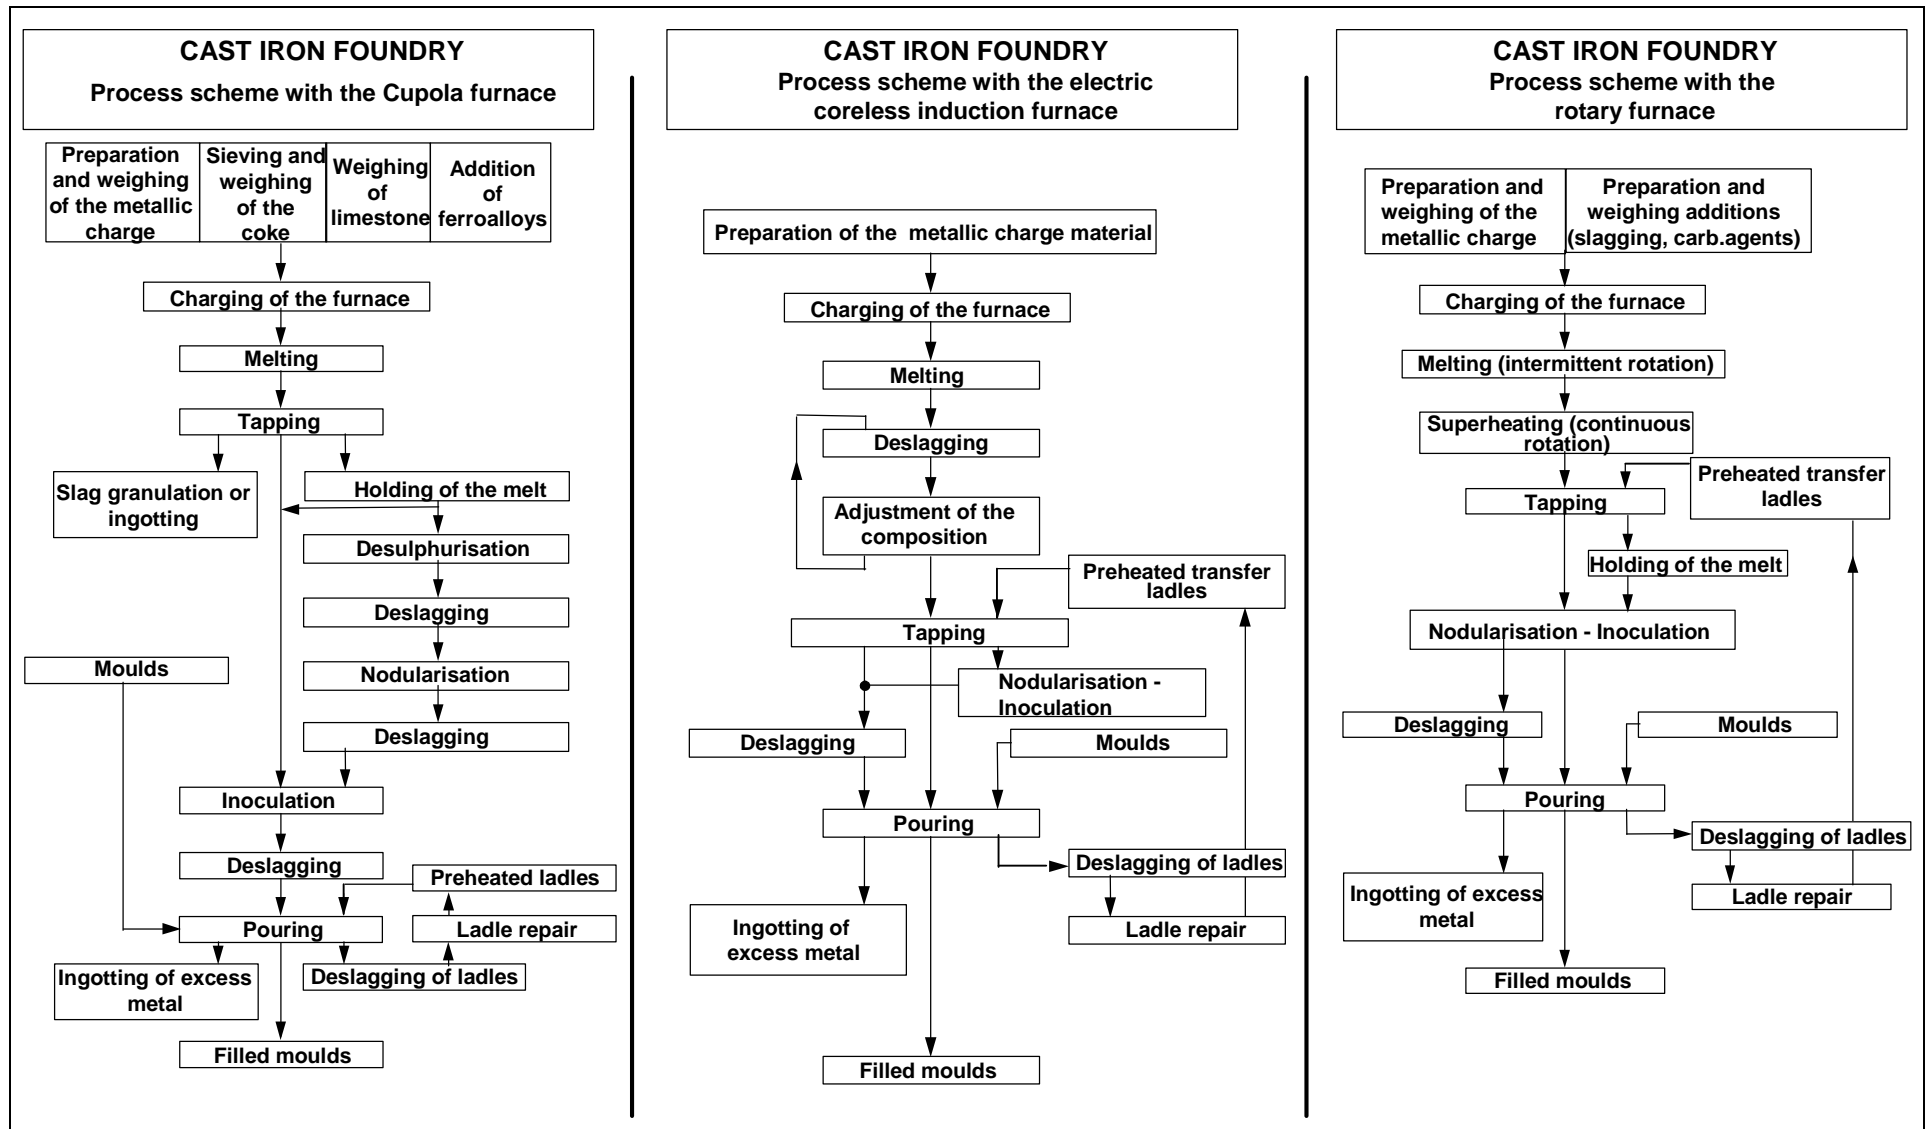 CAST IRON FOUNDRY
Process scheme with the Cupola furnace
Preparation
and weighing
of the metallic
charge
Sieving and
weighing
of the
coke
Weighing
of
limestone
Addition
of
ferroalloys
Charging of the furnace
Melting
Tapping
Slag granulation or
ingotting
Holding of the melt
Desulphurisation
Deslagging
Nodularisation
Deslagging
Moulds
Inoculation
Deslagging
Preheated ladles
Pouring
Ladle repair
Ingotting of excess
metal
Deslagging of ladles
Filled moulds
CAST IRON FOUNDRY
Process scheme with the electric
coreless induction furnace
Preparation of the metallic charge material
Charging of the furnace
Melting
Deslagging
Adjustment of the
composition
Preheated transfer
ladles
Tapping
Nodularisation -
Inoculation
Deslagging
Moulds
Pouring
Deslagging of ladles
Ingotting of
excess metal
Ladle repair
Filled moulds
CAST IRON FOUNDRY
Process scheme with the
rotary furnace
Preparation and
weighing of the
metallic charge
Preparation and
weighing additions
(slagging, carb.agents)
Charging of the furnace
Melting (intermittent rotation)
Superheating (continuous
rotation)
Preheated transfer
ladles
Tapping
Holding of the melt
Nodularisation - Inoculation
Deslagging
Moulds
Pouring
Deslagging of ladles
Ingotting of excess
metal
Ladle repair
Filled moulds